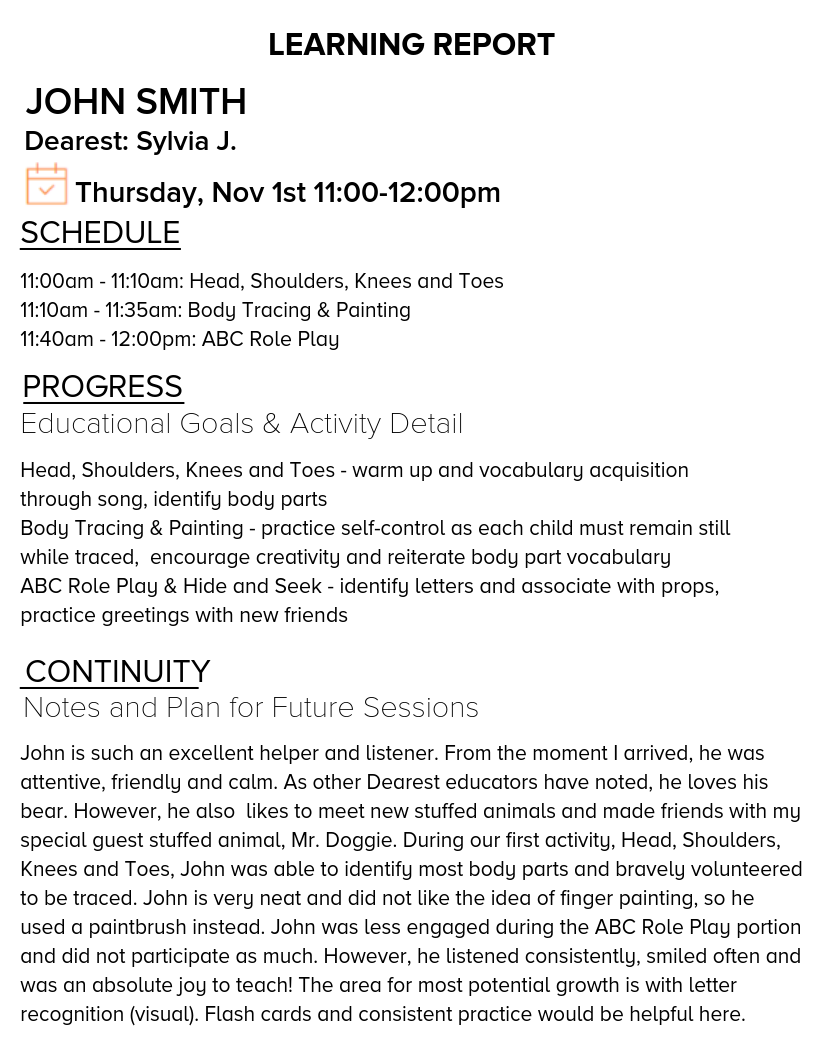 LEARNING REPORT
JOHN SMITH
Dearest: Sylvia J.
Thursday, Nov 1st 11:00-12:00pm
SCHEDULE
11:00am - 11:10am: Head, Shoulders, Knees and Toes
11:10am - 11:35am: Body Tracing & Painting
11:40am - 12:00pm: ABC Role Play
PROGRESS
Educational Goals & Activity Detail
Head, Shoulders, Knees and Toes - warm up and vocabulary acquisition
through song, identify body parts
Body Tracing & Painting - practice self-control as each child must remain still
while traced,  encourage creativity and reiterate body part vocabulary
ABC Role Play & Hide and Seek - identify letters and associate with props,
practice greetings with new friends
CONTINUITY
Notes and Plan for Future Sessions
John is such an excellent helper and listener. From the moment I arrived, he was
attentive, friendly and calm. As other Dearest educators have noted, he loves his
bear. However, he also  likes to meet new stuffed animals and made friends with my
special guest stuffed animal, Mr. Doggie. During our first activity, Head, Shoulders,
Knees and Toes, John was able to identify most body parts and bravely volunteered
to be traced. John is very neat and did not like the idea of finger painting, so he
used a paintbrush instead. John was less engaged during the ABC Role Play portion
and did not participate as much. However, he listened consistently, smiled often and
was an absolute joy to teach! The area for most potential growth is with letter
recognition (visual). Flash cards and consistent practice would be helpful here.